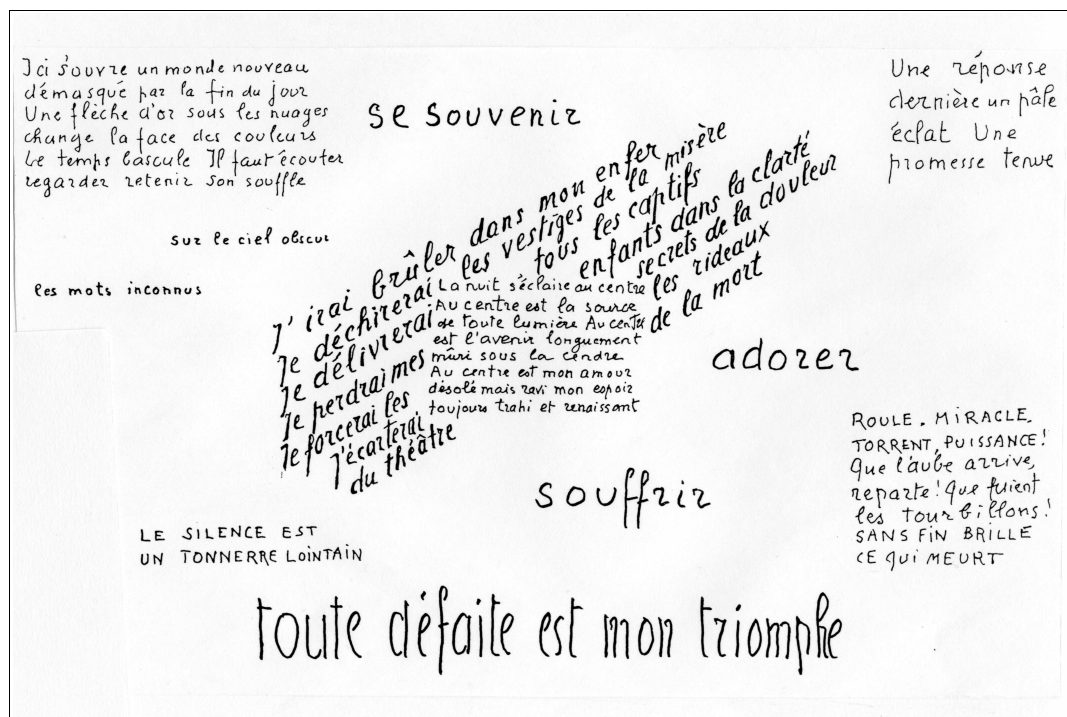 Ici s'ouvre un monde nouveau
démasqué par la fin du jour
Une flèche d'or sous les nuages
change la face des couleurs
Le temps bascule Il faut écouter
regarder retenir son souffle
se souvenir
Une réponse
dernière un pâle
éclat Une
promesse tenue
sur le ciel obscur
les mots inconnus
J'irai brûler dans mon enfer
Je déchirerai les vestiges de la misère
Je délivrerai tous les captifs
Je perdrai mes enfants dans la clarté
Je forcerai les secrets de la douleur
J'écarterai les rideaux
du théâtre de la mort
La nuit s'éclaire au centre
Au centre est la source
de toute lumière Au centre
est l'avenir longuement
mûri sous la cendre
Au centre est mon amour
désolé mais ravi mon espoir
toujours trahi et renaissant
adorer
souffrir
ROULE. MIRACLE.
TORRENT, PUISSANCE!
Que l'aube arrive,
reparte! Que fuient
les tourbillons!
SANS FIN BRILLE
CE QUI MEURT
LE SILENCE EST
UN TONNERRE LOINTAIN
toute défaite est mon triomphe